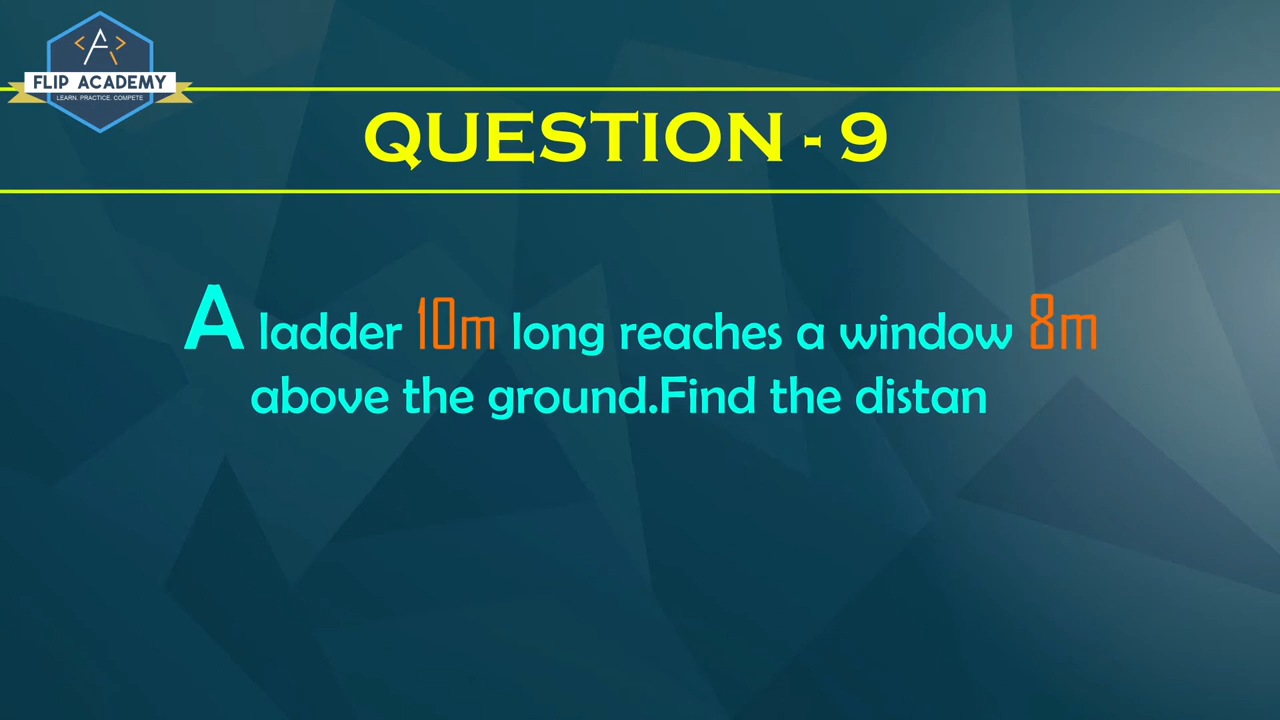 FLIP ACADEMY
LEARN. PRACTICE. COMPETE
QUESTION - 9
A ladder 10m long reaches a window 8m
above the ground.Find the distan